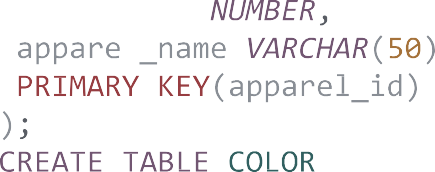 NUMBER,
appare _name VARCHAR(50)
PRIMARY KEY(apparel_id)
);
CREATE TABLE COLOR